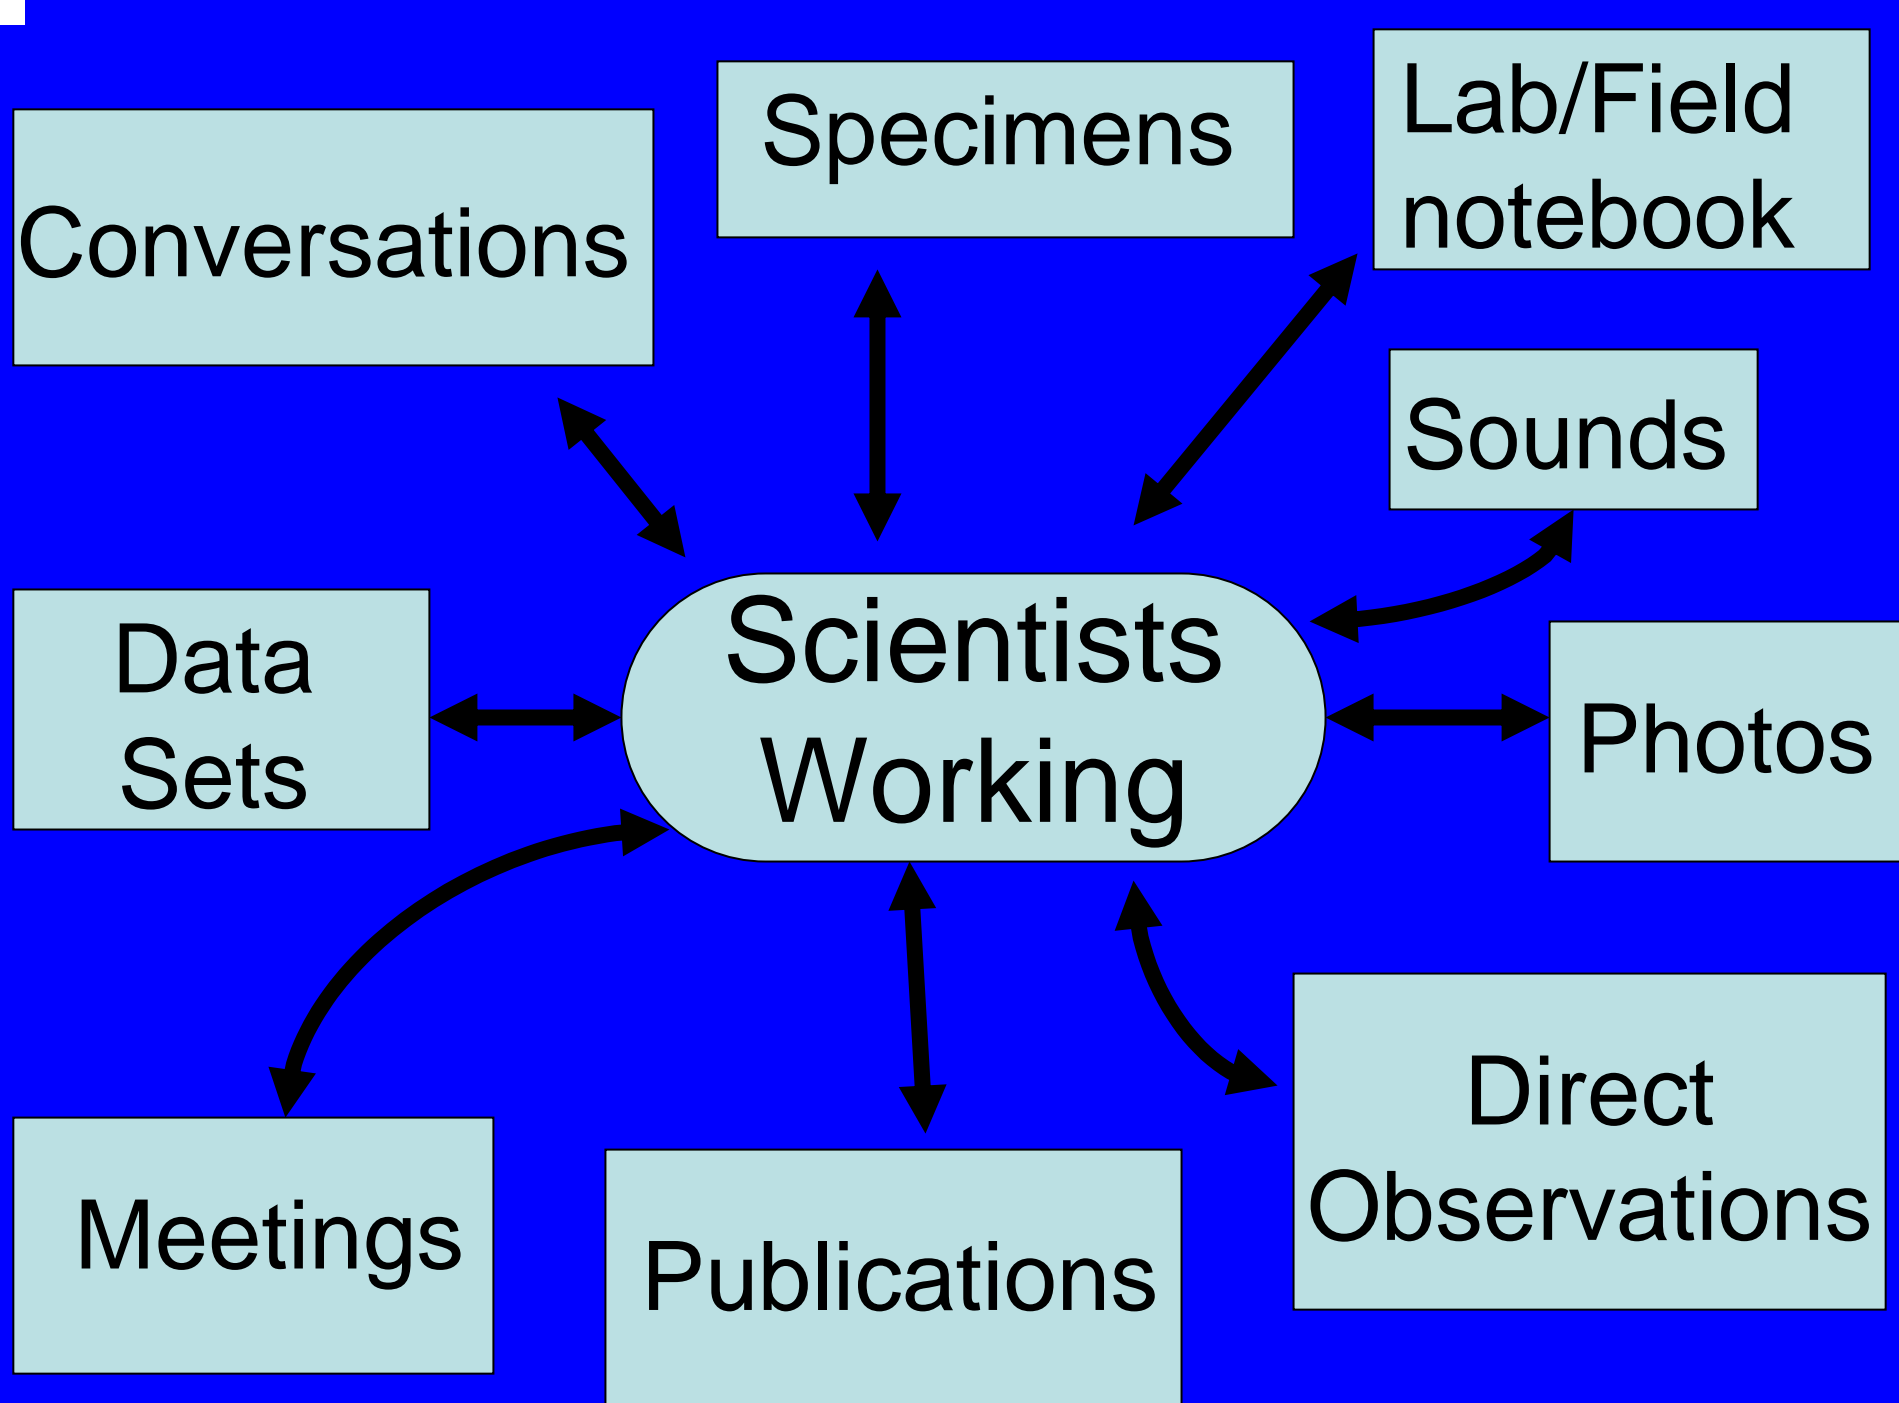 Conversations
Specimens
Lab/Field
notebook
Sounds
Data
Sets
Scientists
Working
Photos
Meetings
Publications
Direct
Observations